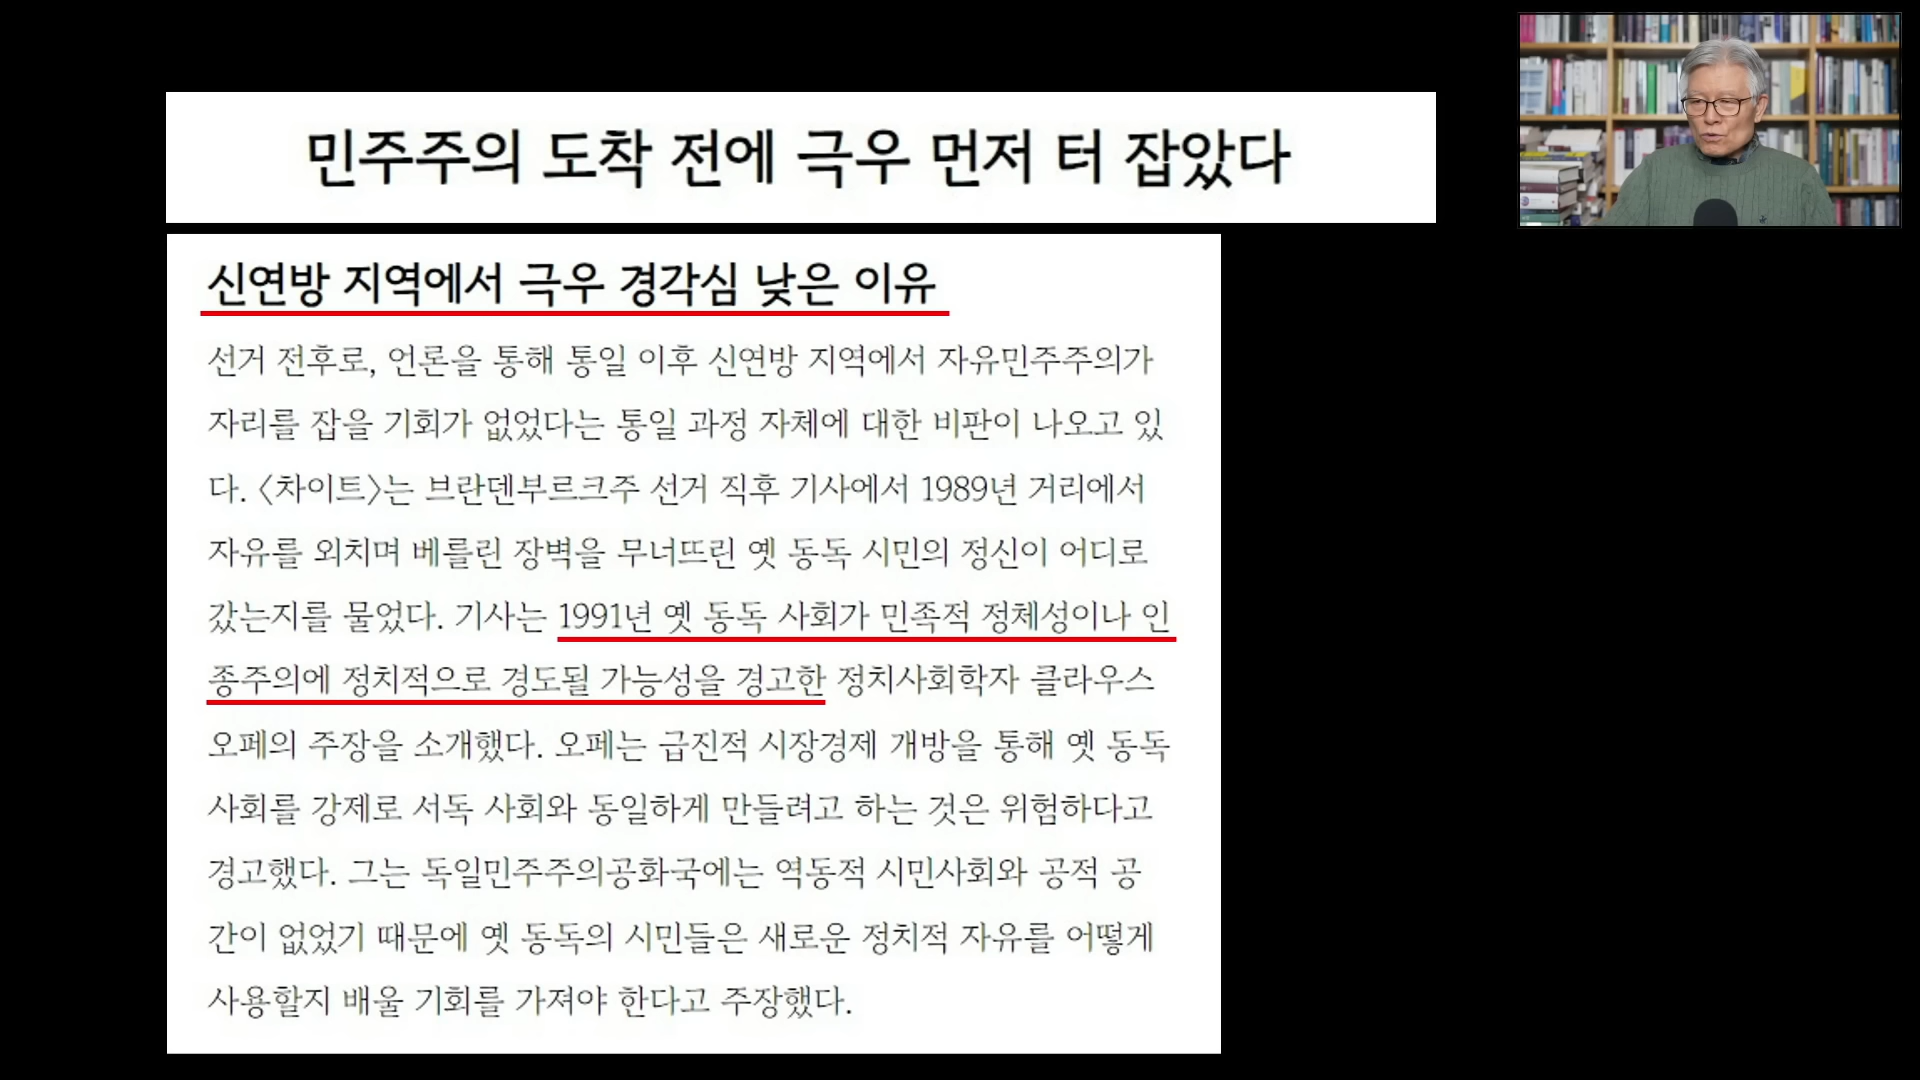 민주주의 도착 전에 극우 먼저 터 잡았다
신연방 지역에서 극우 경각심 낮은 이유
선거 전후로, 언론을 통해 통일 이후 신연방 지역에서 자유민주주의가
자리를 잡을 기회가 없었다는 통일 과정 자체에 대한 비판이 나오고 있
다. 〈차이트〉는 브란덴부르크주 선거 직후 기사에서 1989년 거리에서
자유를 외치며 베를린 장벽을 무너뜨린 옛 동독 시민의 정신이 어디로
갔는지를 물었다. 기사는 1991년 옛 동독 사회가 민족적 정체성이나 인
종주의에 정치적으로 경도될 가능성을 경고한 정치사회학자 클라우스
오페의 주장을 소개했다. 오페는 급진적 시장경제 개방을 통해 옛 동독
사회를 강제로 서독 사회와 동일하게 만들려고 하는 것은 위험하다고
경고했다. 그는 독일민주주의공화국에는 역동적 시민사회와 공적 공
간이 없었기 때문에 옛 동독의 시민들은 새로운 정치적 자유를 어떻게
사용할지 배울 기회를 가져야 한다고 주장했다.